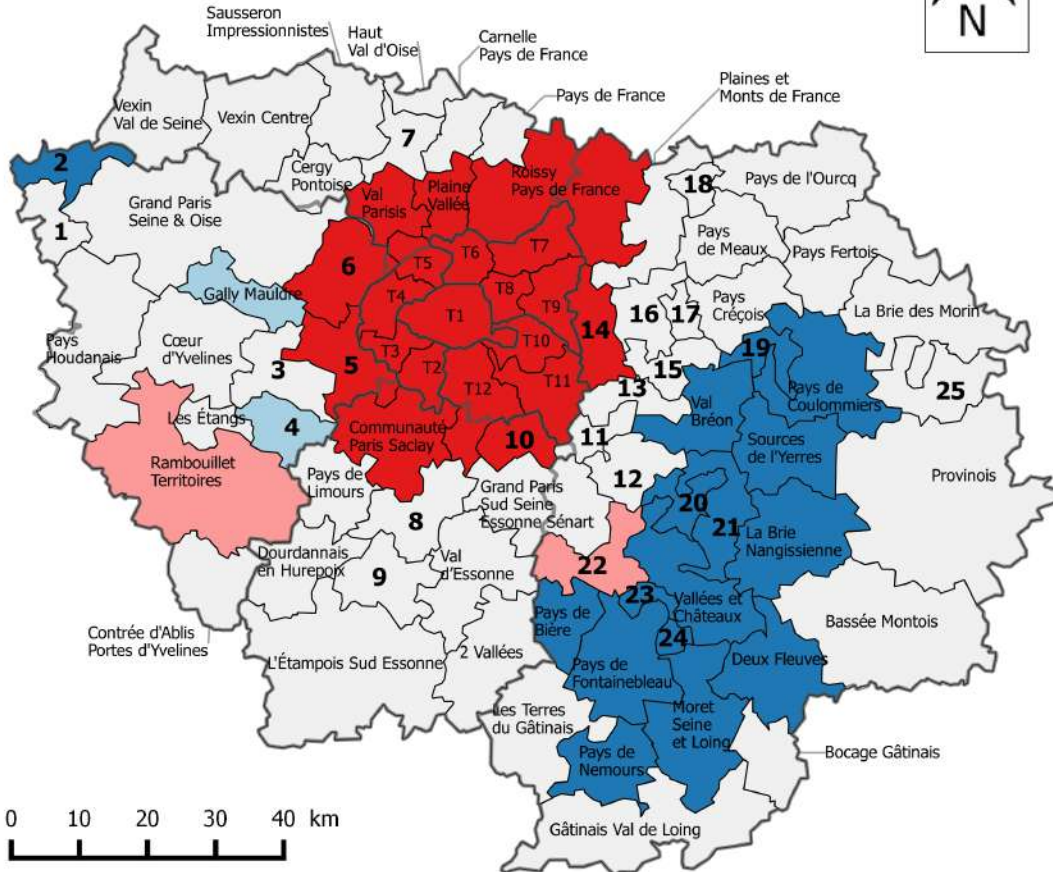 Sausseron
Impressionnistes
Haut
Val d'Oise
Carnelle
Pays de France
N
Plaines et
Monts de France
Pays de France
Vexin
Val de Seine
Vexin Centre
7
2
Cergy
Pontoise
Roissy
Pays de France
18
Pays de l'Ourcq
Val
Parisis
Plaine
Vallée
Grand Paris
Seine & Oise
1
Pays
de Meaux
Pays Fertois
T7
T6
T5
6
Gally Mauldre
T4
T8
T9
T1
16
17
Pays
Créçois
La Brie des Morin
14
Pays
Houdanais
Cœur
d'Yvelines
T10
T3
T2
3
5
19
15
T11
T12
13
25
Pays de
Coulommiers
Val
Bréon
Les Étangs
4
Communauté
Paris Saclay
10
11
Sources
de l'Yerres
Rambouillet
Territoires
Pays de
Limours
12
Provinois
Grand Paris
Sud Seine
Essonne Sénart
20
8
21
La Brie
Nangissienne
Dourdannais
en Hurepoix
9
Val
d'Essonne
22
23
Vallées et
Châteaux
Pays de
Bière
Bassée Montois
Contrée d'Ablis
Portes d'Yvelines
24
L'Étampois Sud Essonne
2 Vallées
Deux Fleuves
Pays de
Fontainebleau
Les Terres
du Gâtinais
Moret
Seine
et Loing
Pays de
Nemours
Bocage Gâtinais
0 10 20 30 40 km
Gâtinais Val de Loing